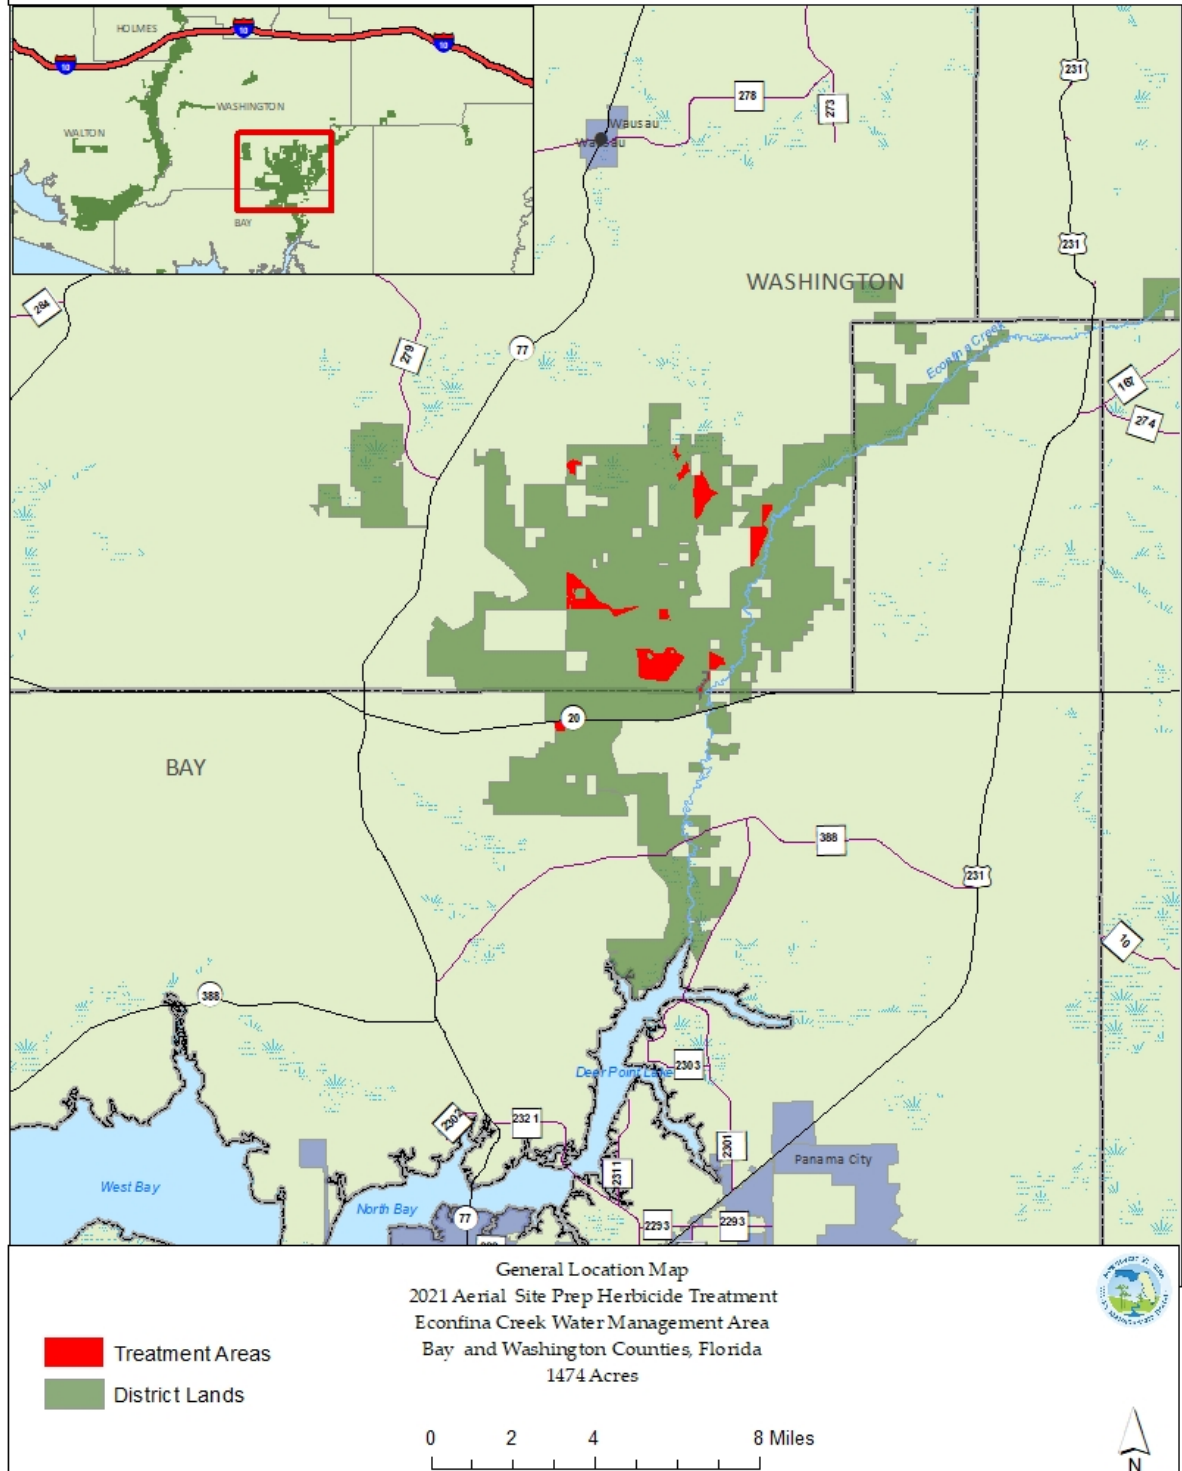 HOLMES
10
10
10
WASHINGTON
WALTON
BAY
278
273
231
Wausau
Wausau
231
WASHINGTON
284
279
77
Econfina Creek
167
274
20
BAY
388
231
10
388
Deer Point Lake
2303
2302
2321
2301
2311
Panama City
West Bay
North Bay
77
2293
2293
General Location Map
2021 Aerial Site Prep Herbicide Treatment
Econfina Creek Water Management Area
Bay and Washington Counties, Florida
1474 Acres
Treatment Areas
District Lands
0 2 4 8 Miles
N